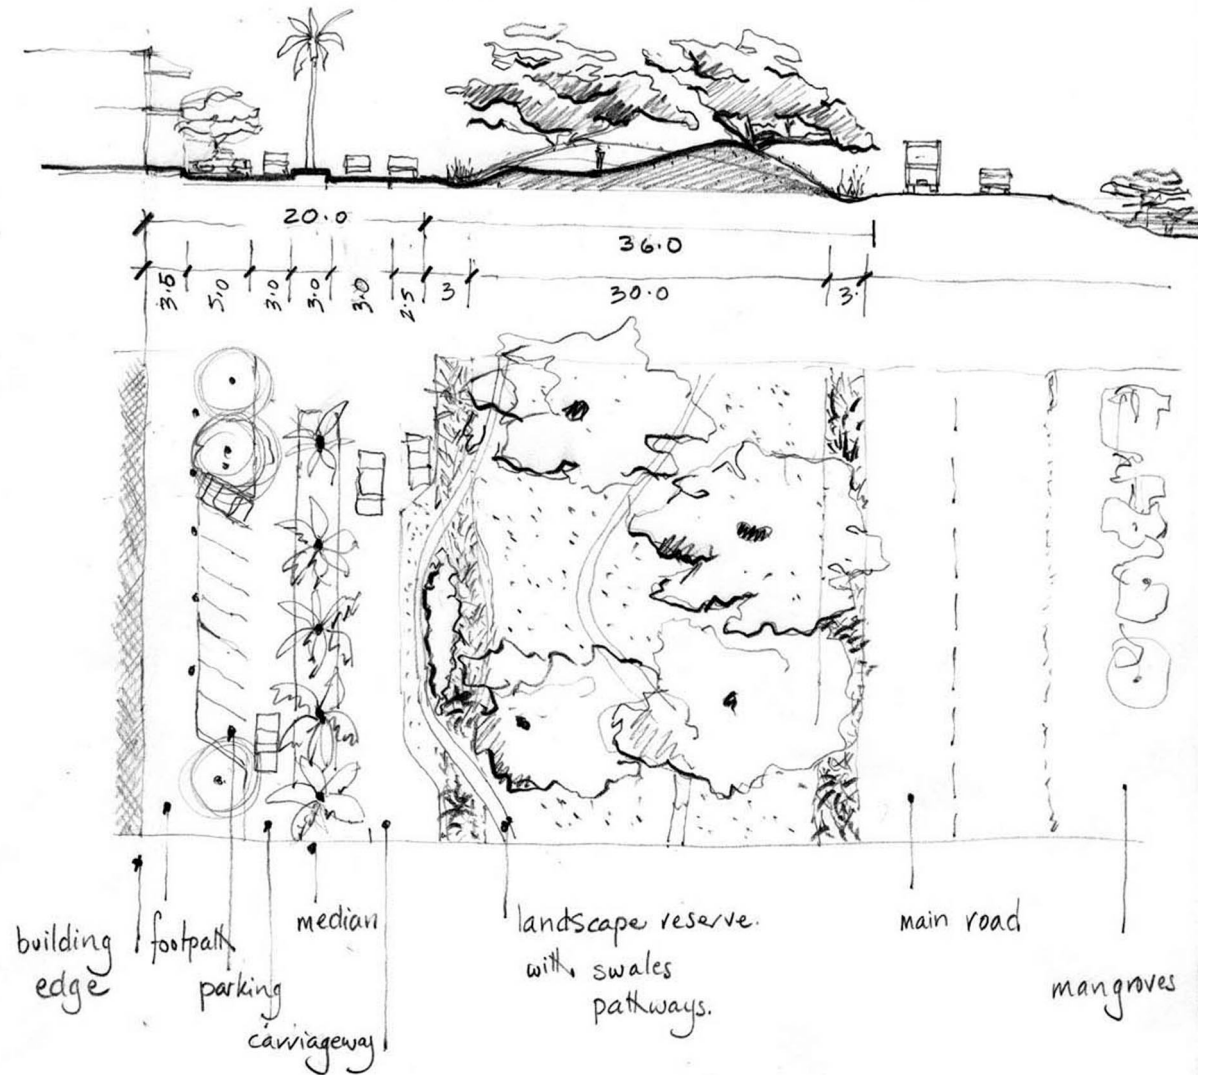 20.0
36.0
3.5
5.0
3.0
3.0
3.0
2.5
3
30.0
3.
building
edge
footpath
parking
carriageway
median
landscape reserve.
with swales
pathways.
main road
mangroves